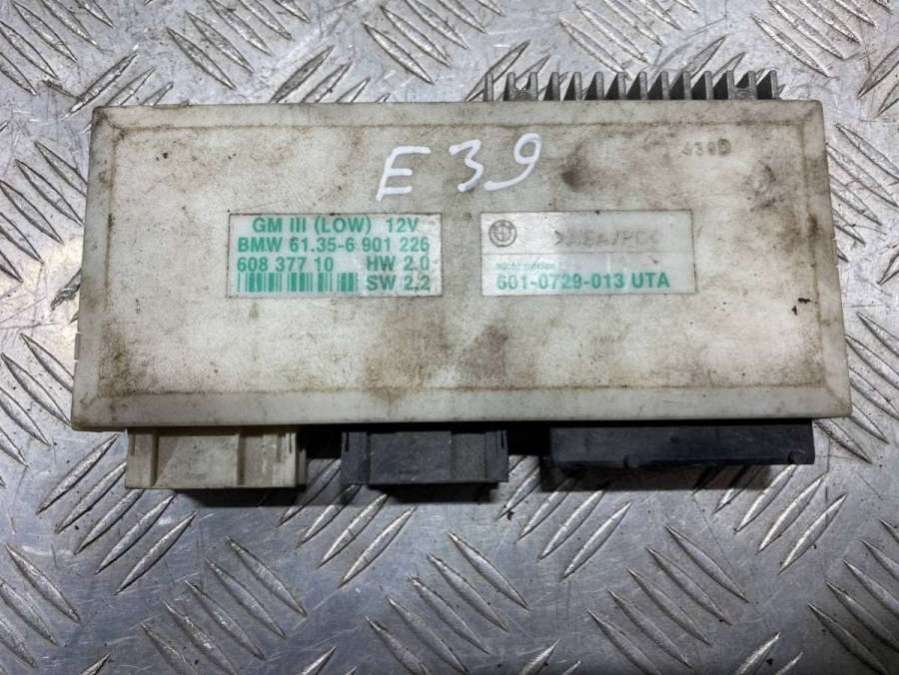 E39
GM III (LOW) 12V
BMW 61.35-6 901 226
608 377 10 HW 2.0
SW 2.2
601-0729-013 UTA